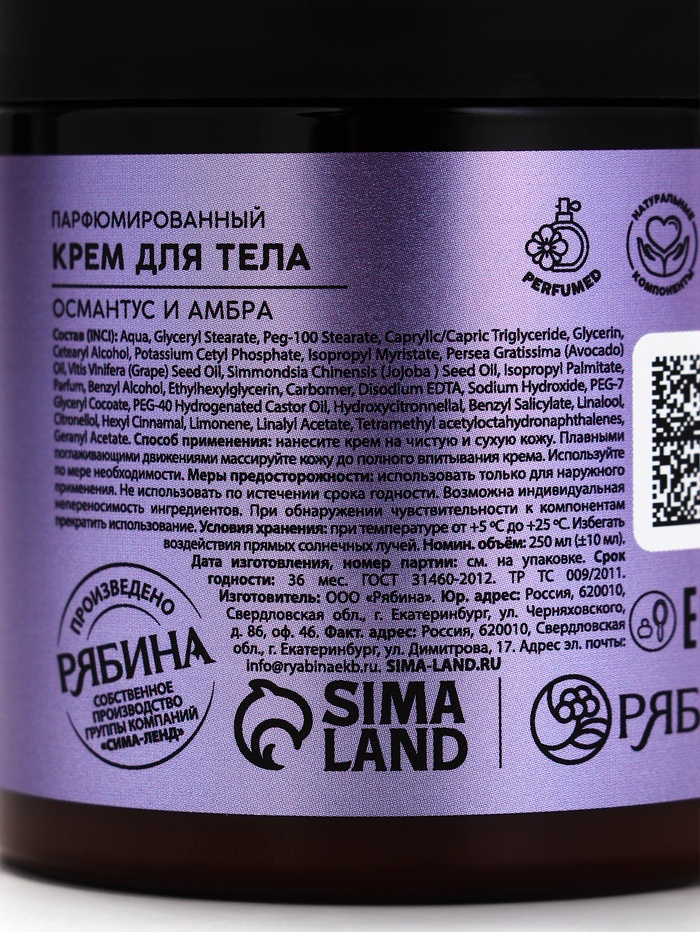 ПАРФЮМИРОВАННЫЙ
КРЕМ ДЛЯ ТЕЛА
ОСМАНТУС И АМБРА
PERFUMED
НАТУРАЛЬНЫЕ
КОМПОНЕНТЫ
Состав (INCI): Aqua, Glyceryl Stearate, Peg-100 Stearate, Caprylic/Capric Triglyceride, Glycerin,
Cetearyl Alcohol, Potassium Cetyl Phosphate, Isopropyl Myristate, Persea Gratissima (Avocado)
Oil, Vitis Vinifera (Grape) Seed Oil, Simmondsia Chinensis (Jojoba ) Seed Oil, Isopropyl Palmitate,
Parfum, Benzyl Alcohol, Ethylhexylglycerin, Carbomer, Disodium EDTA, Sodium Hydroxide, PEG-7
Glyceryl Cocoate, PEG-40 Hydrogenated Castor Oil, Hydroxycitronnellal, Benzyl Salicylate, Linalool,
Citronellol, Hexyl Cinnamal, Limonene, Linalyl Acetate, Tetramethyl acetyloctahydronaphthalenes,
Geranyl Acetate. Способ применения: нанесите крем на чистую и сухую кожу. Плавными
поглаживающими движениями массируйте кожу до полного впитывания крема. Используйте
по мере необходимости. Меры предосторожности: использовать только для наружного
применения. Не использовать по истечении срока годности. Возможна индивидуальная
непереносимость ингредиентов. При обнаружении чувствительности к компонентам
прекратить использование. Условия хранения: при температуре от +5 °C до +25 °C. Избегать
воздействия прямых солнечных лучей. Номин. объём: 250 мл (±10 мл).
Дата изготовления, номер партии: см. на упаковке. Срок
годности: 36 мес. ГОСТ 31460-2012. ТР ТС 009/2011.
Изготовитель: ООО «Рябина». Юр. адрес: Россия, 620010,
Свердловская обл., г. Екатеринбург, ул. Черняховского,
д. 86, оф. 46. Факт. адрес: Россия, 620010, Свердловская
обл., г. Екатеринбург, ул. Димитрова, 17. Адрес эл. почты:
info@ryabinaekb.ru. SIMA-LAND.RU
ПРОИЗВЕДЕНО
РЯБИНА
СОБСТВЕННОЕ
ПРОИЗВОДСТВО
ГРУППЫ КОМПАНИЙ
«СИМА-ЛЕНД»
SIMA
LAND
РЯБ